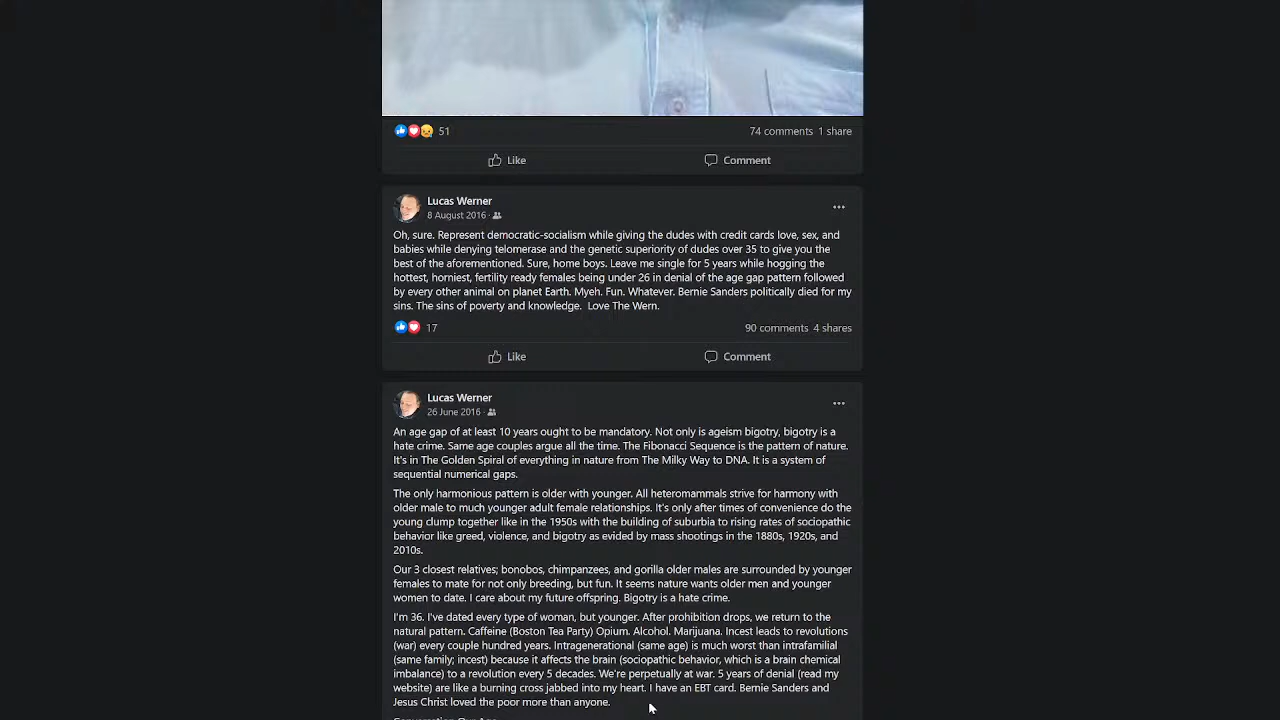 51
74 comments 1 share
Like Comment
Lucas Werner
8 August 2016 ·
Oh, sure. Represent democratic-socialism while giving the dudes with credit cards love, sex, and
babies while denying telomerase and the genetic superiority of dudes over 35 to give you the
best of the aforementioned. Sure, home boys. Leave me single for 5 years while hogging the
hottest, horniest, fertility ready females being under 26 in denial of the age gap pattern followed
by every other animal on planet Earth. Myeh. Fun. Whatever. Bernie Sanders politically died for my
sins. The sins of poverty and knowledge. Love The Wern.
17
90 comments 4 shares
Like Comment
Lucas Werner
26 June 2016 ·
An age gap of at least 10 years ought to be mandatory. Not only is ageism bigotry, bigotry is a
hate crime. Same age couples argue all the time. The Fibonacci Sequence is the pattern of nature.
It's in The Golden Spiral of everything in nature from The Milky Way to DNA. It is a system of
sequential numerical gaps.
The only harmonious pattern is older with younger. All heteromammals strive for harmony with
older male to much younger adult female relationships. It's only after times of convenience do the
young clump together like in the 1950s with the building of suburbia to rising rates of sociopathic
behavior like greed, violence, and bigotry as evided by mass shootings in the 1880s, 1920s, and
2010s.
Our 3 closest relatives; bonobos, chimpanzees, and gorilla older males are surrounded by younger
females to mate for not only breeding, but fun. It seems nature wants older men and younger
women to date. I care about my future offspring. Bigotry is a hate crime.
I'm 36. I've dated every type of woman, but younger. After prohibition drops, we return to the
natural pattern. Caffeine (Boston Tea Party) Opium. Alcohol. Marijuana. Incest leads to revolutions
(war) every couple hundred years. Intragenerational (same age) is much worst than intrafamilial
(same family; incest) because it affects the brain (sociopathic behavior, which is a brain chemical
imbalance) to a revolution every 5 decades. We're perpetually at war. 5 years of denial (read my
website) are like a burning cross jabbed into my heart. I have an EBT card. Bernie Sanders and
Jesus Christ loved the poor more than anyone.